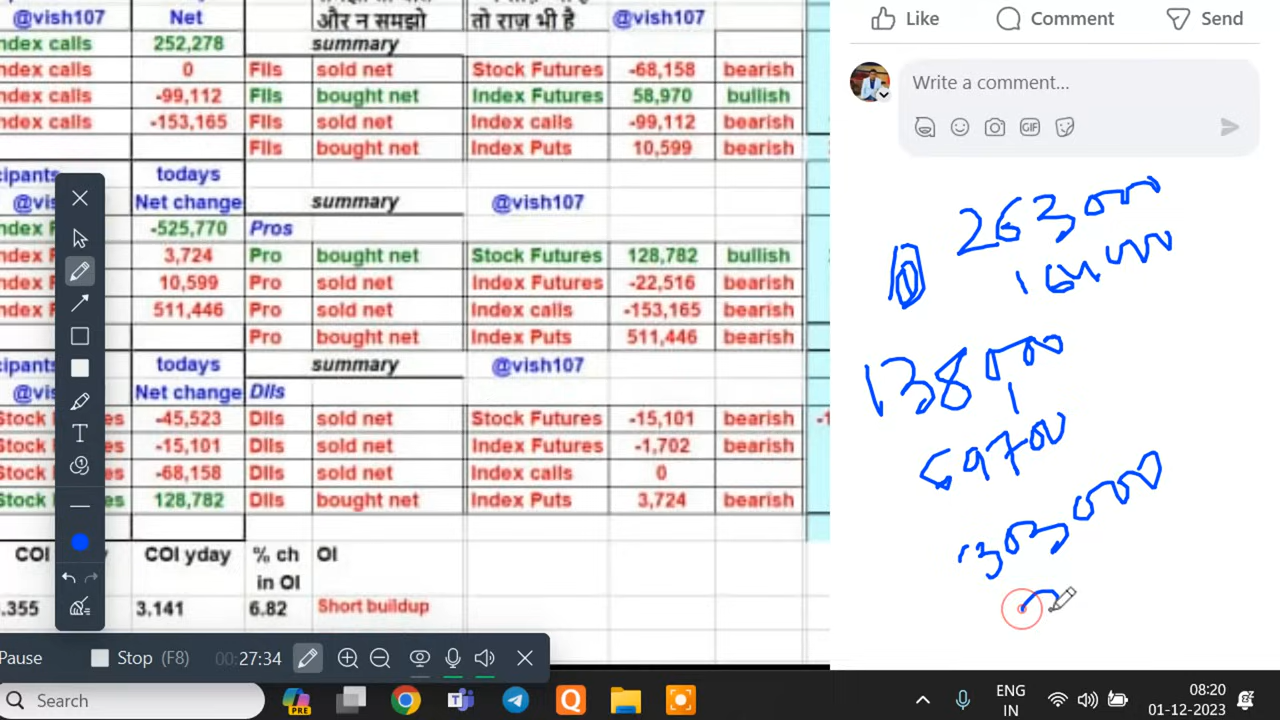 @vish107 Net और न समझो तो राज़ भी है @vish107
ndex calls 252,278 summary
ndex calls 0 FIIs sold net Stock Futures -68,158 bearish
ndex calls -99,112 FIIs bought net Index Futures 58,970 bullish
ndex calls -153,165 FIIs sold net Index calls -99,112 bearish
FIIs bought net Index Puts 10,599 bearish
cipants todays
@vis Net change summary @vish107
ndex F -525,770 Pros
ndex F 3,724 Pro bought net Stock Futures 128,782 bullish
ndex F 10,599 Pro sold net Index Futures -22,516 bearish
ndex F 511,446 Pro sold net Index calls -153,165 bearish
Pro bought net Index Puts 511,446 bearish
cipants todays summary @vish107
@vis Net change DIIs
Stock F es -45,523 DIIs sold net Stock Futures -15,101 bearish -1
Stock F es -15,101 DIIs sold net Index Futures -1,702 bearish
Stock F es -68,158 DIIs sold net Index calls 0
Stock F es 128,782 DIIs bought net Index Puts 3,724 bearish
COI y COI yday % ch OI
in OI
.355 3.141 6.82 Short buildup
Like Comment Send
Write a comment...
GIF
263000
138000
59700
303000
T
Pause Stop (F8) 00:27:34
Search
PRE
ENG
IN
08:20
01-12-2023